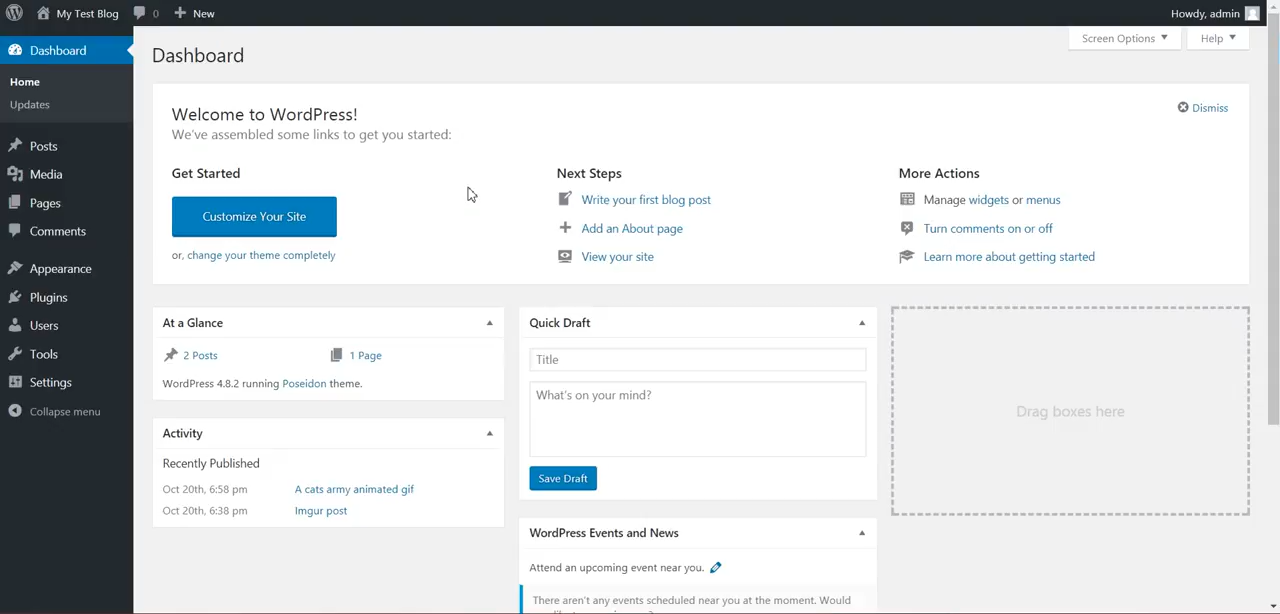 My Test Blog 0 New Howdy, admin
Screen Options Help
Dashboard
Home
Updates
Posts
Media
Pages
Comments
Appearance
Plugins
Users
Tools
Settings
Collapse menu
Dashboard
Welcome to WordPress!
We've assembled some links to get you started:
Dismiss
Get Started
Customize Your Site
or, change your theme completely
Next Steps
Write your first blog post
Add an About page
View your site
More Actions
Manage widgets or menus
Turn comments on or off
Learn more about getting started
At a Glance
2 Posts 1 Page
WordPress 4.8.2 running Poseidon theme.
Activity
Recently Published
Oct 20th, 6:58 pm A cats army animated gif
Oct 20th, 6:38 pm Imgur post
Quick Draft
Title
What's on your mind?
Save Draft
WordPress Events and News
Attend an upcoming event near you.
There aren't any events scheduled near you at the moment. Would
Drag boxes here